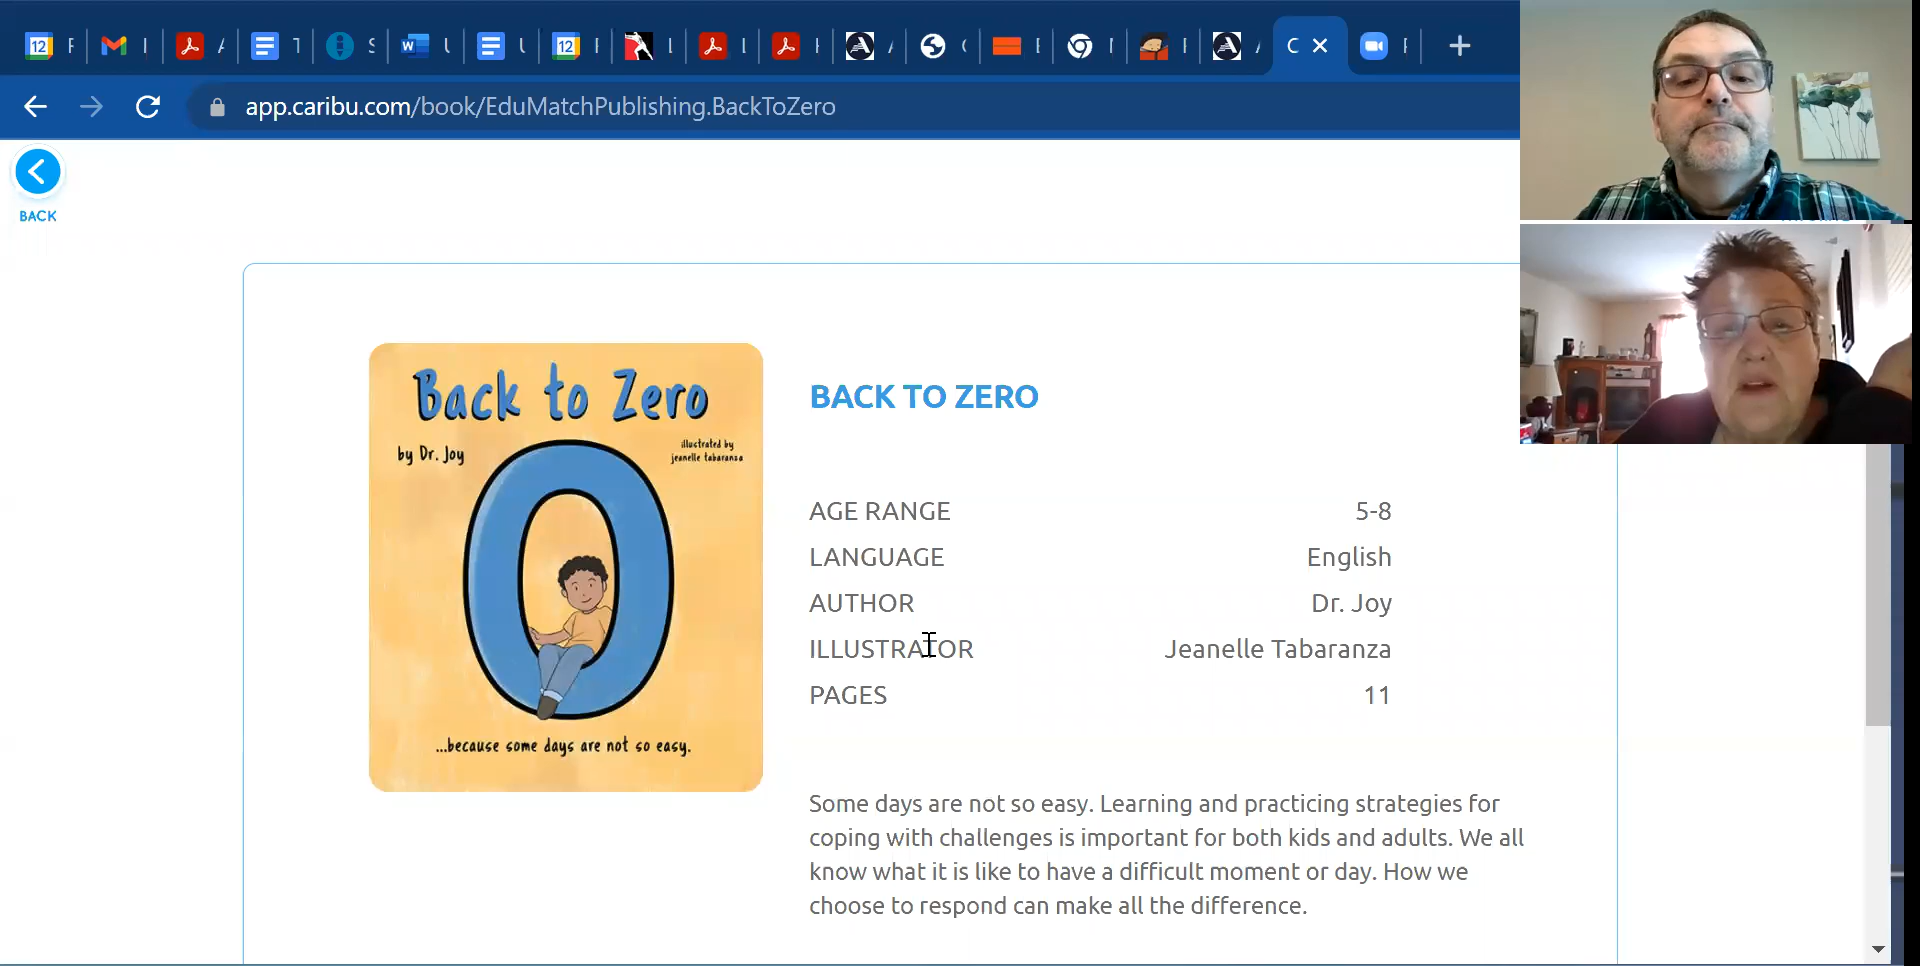 12 F
M I
A
T
S
W U
U
12 F
L
L
F
A
C
E
N
F
A
C
F
app.caribu.com/book/EduMatchPublishing.BackToZero
BACK
Back to Zero
by Dr. Joy
illustrated by
jeanelle tabaranza
0
...because some days are not so easy.
BACK TO ZERO
AGE RANGE 5-8
LANGUAGE English
AUTHOR Dr. Joy
ILLUSTRATOR Jeanelle Tabaranza
PAGES 11
Some days are not so easy. Learning and practicing strategies for
coping with challenges is important for both kids and adults. We all
know what it is like to have a difficult moment or day. How we
choose to respond can make all the difference.